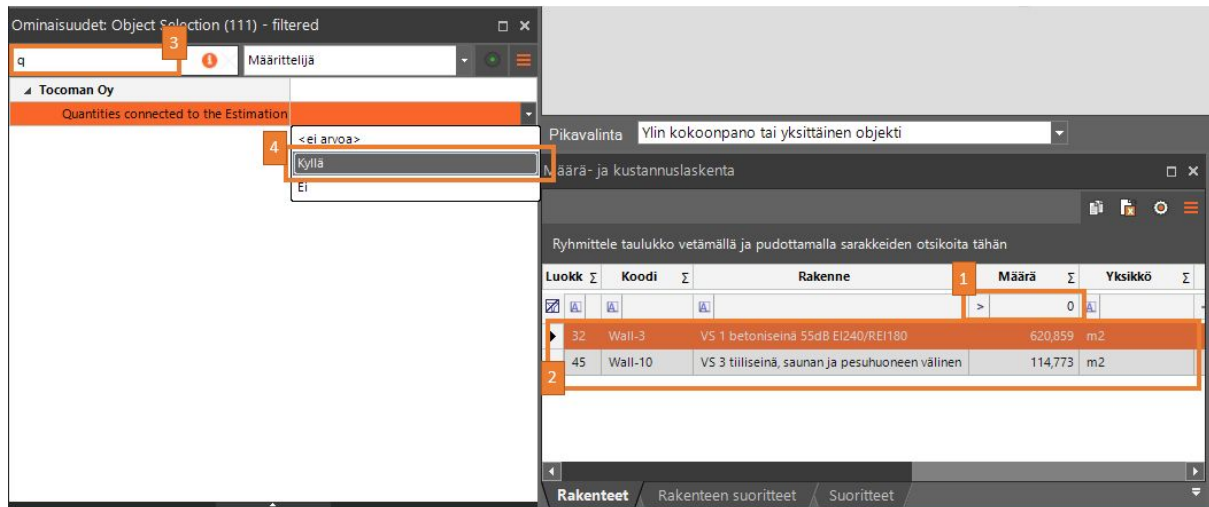 Ominaisuudet: Object Selection (111) - filtered
3
q
Määrittelijä
Tocoman Oy
Quantities connected to the Estimation
4
<ei arvoa>
Kyllä
Ei
Pikavalinta
Ylin kokoonpano tai yksittäinen objekti
Määrä- ja kustannuslaskenta
Ryhmittele taulukko vetämällä ja pudottamalla sarakkeiden otsikoita tähän
Luokk Σ Koodi Σ Rakenne 1 Määrä Σ Yksikkö Σ
A A A > 0 A
32 Wall-3 VS 1 betoniseinä 55dB EI240/REI180 620,859 m2
45 Wall-10 VS 3 tiiliseinä, saunan ja pesuhuoneen välinen 114,773 m2
2
Rakenteet Rakenteen suoritteet Suoritteet